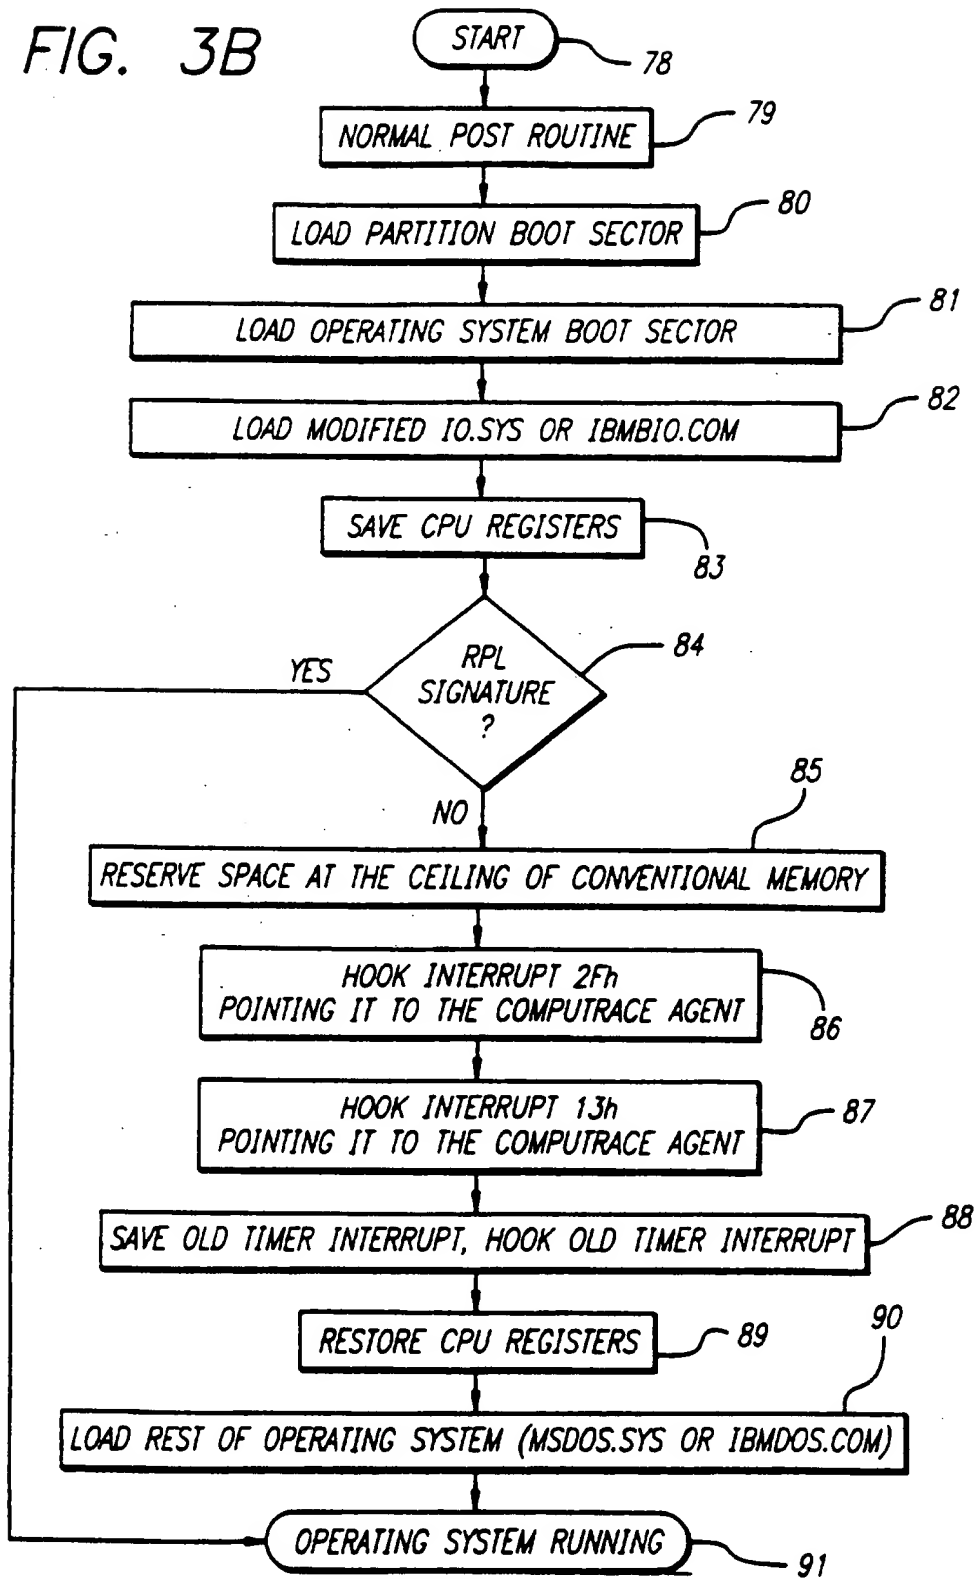 FIG. 3B
START
78
NORMAL POST ROUTINE
79
LOAD PARTITION BOOT SECTOR
80
LOAD OPERATING SYSTEM BOOT SECTOR
81
LOAD MODIFIED IO.SYS OR IBMBIO.COM
82
SAVE CPU REGISTERS
83
RPL
SIGNATURE
?
84
YES
NO
RESERVE SPACE AT THE CEILING OF CONVENTIONAL MEMORY
85
HOOK INTERRUPT 2Fh
POINTING IT TO THE COMPUTRACE AGENT
86
HOOK INTERRUPT 13h
POINTING IT TO THE COMPUTRACE AGENT
87
SAVE OLD TIMER INTERRUPT, HOOK OLD TIMER INTERRUPT
88
RESTORE CPU REGISTERS
89
LOAD REST OF OPERATING SYSTEM (MSDOS.SYS OR IBMDOS.COM)
90
OPERATING SYSTEM RUNNING
91